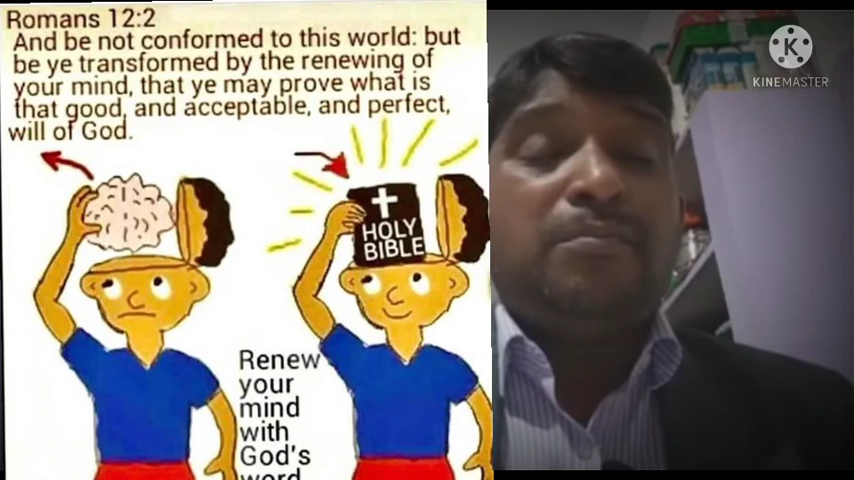 Romans 12:2
And be not conformed to this world: but
be ye transformed by the renewing of
your mind, that ye may prove what is
that good, and acceptable, and perfect,
will of God.
HOLY
BIBLE
Renew
your
mind
with
God's
word
K
KINEMASTER